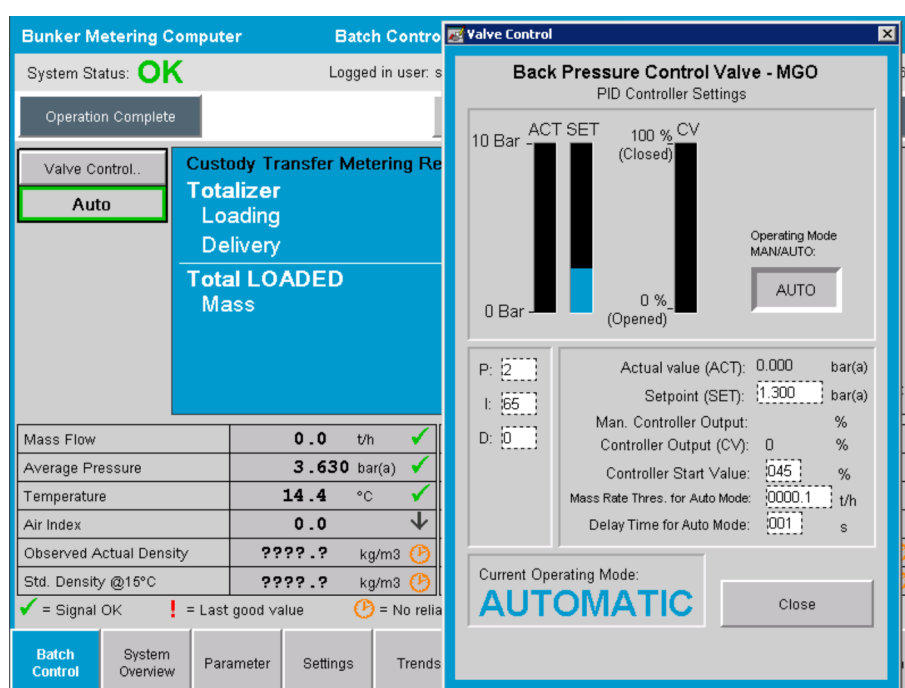 Bunker Metering Computer
Batch Contro
System Status: OK
Logged in user: s
Operation Complete
Valve Control..
Auto
Custody Transfer Metering Re
Totalizer
Loading
Delivery
Total LOADED
Mass
Mass Flow 0.0 t/h
Average Pressure 3.630 bar(a)
Temperature 14.4 °C
Air Index 0.0
Observed Actual Density ????.? kg/m3
Std. Density @15°C ????.? kg/m3
= Signal OK ! = Last good value = No relia
Batch Control
System Overview
Parameter
Settings
Trends
Valve Control
Back Pressure Control Valve - MGO
PID Controller Settings
ACT SET CV
10 Bar 100 %
(Closed)
Operating Mode
MAN/AUTO:
AUTO
0 Bar 0 %
(Opened)
P: 2
I: 65
D: 0
Actual value (ACT): 0.000 bar(a)
Setpoint (SET): 1.300 bar(a)
Man. Controller Output: %
Controller Output (CV): 0 %
Controller Start Value: 045 %
Mass Rate Thres. for Auto Mode: 0000.1 t/h
Delay Time for Auto Mode: 001 s
Current Operating Mode:
AUTOMATIC
Close